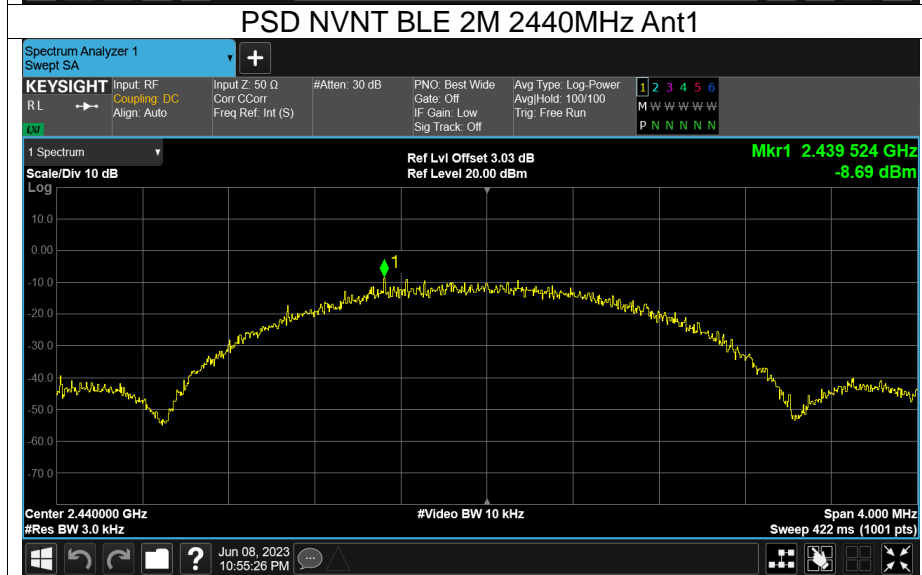 PSD NVNT BLE 2M 2440MHz Ant1
Spectrum Analyzer 1
Swept SA
+
KEYSIGHT Input: RF Input Z: 50 Ω #Atten: 30 dB PNO: Best Wide Avg Type: Log-Power 1 2 3 4 5 6
RL Coupling: DC Corr CCorr Gate: Off Avg|Hold: 100/100 M W W W W W
Align: Auto Freq Ref: Int (S) IF Gain: Low Trig: Free Run
LXI Sig Track: Off P N N N N N
1 Spectrum Ref Lvl Offset 3.03 dB Mkr1 2.439 524 GHz
Scale/Div 10 dB Ref Level 20.00 dBm -8.69 dBm
Log
10.0
0.00
1
-10.0
-20.0
-30.0
-40.0
-50.0
-60.0
-70.0
Center 2.440000 GHz #Video BW 10 kHz Span 4.000 MHz
#Res BW 3.0 kHz Sweep 422 ms (1001 pts)
? Jun 08, 2023
10:55:26 PM